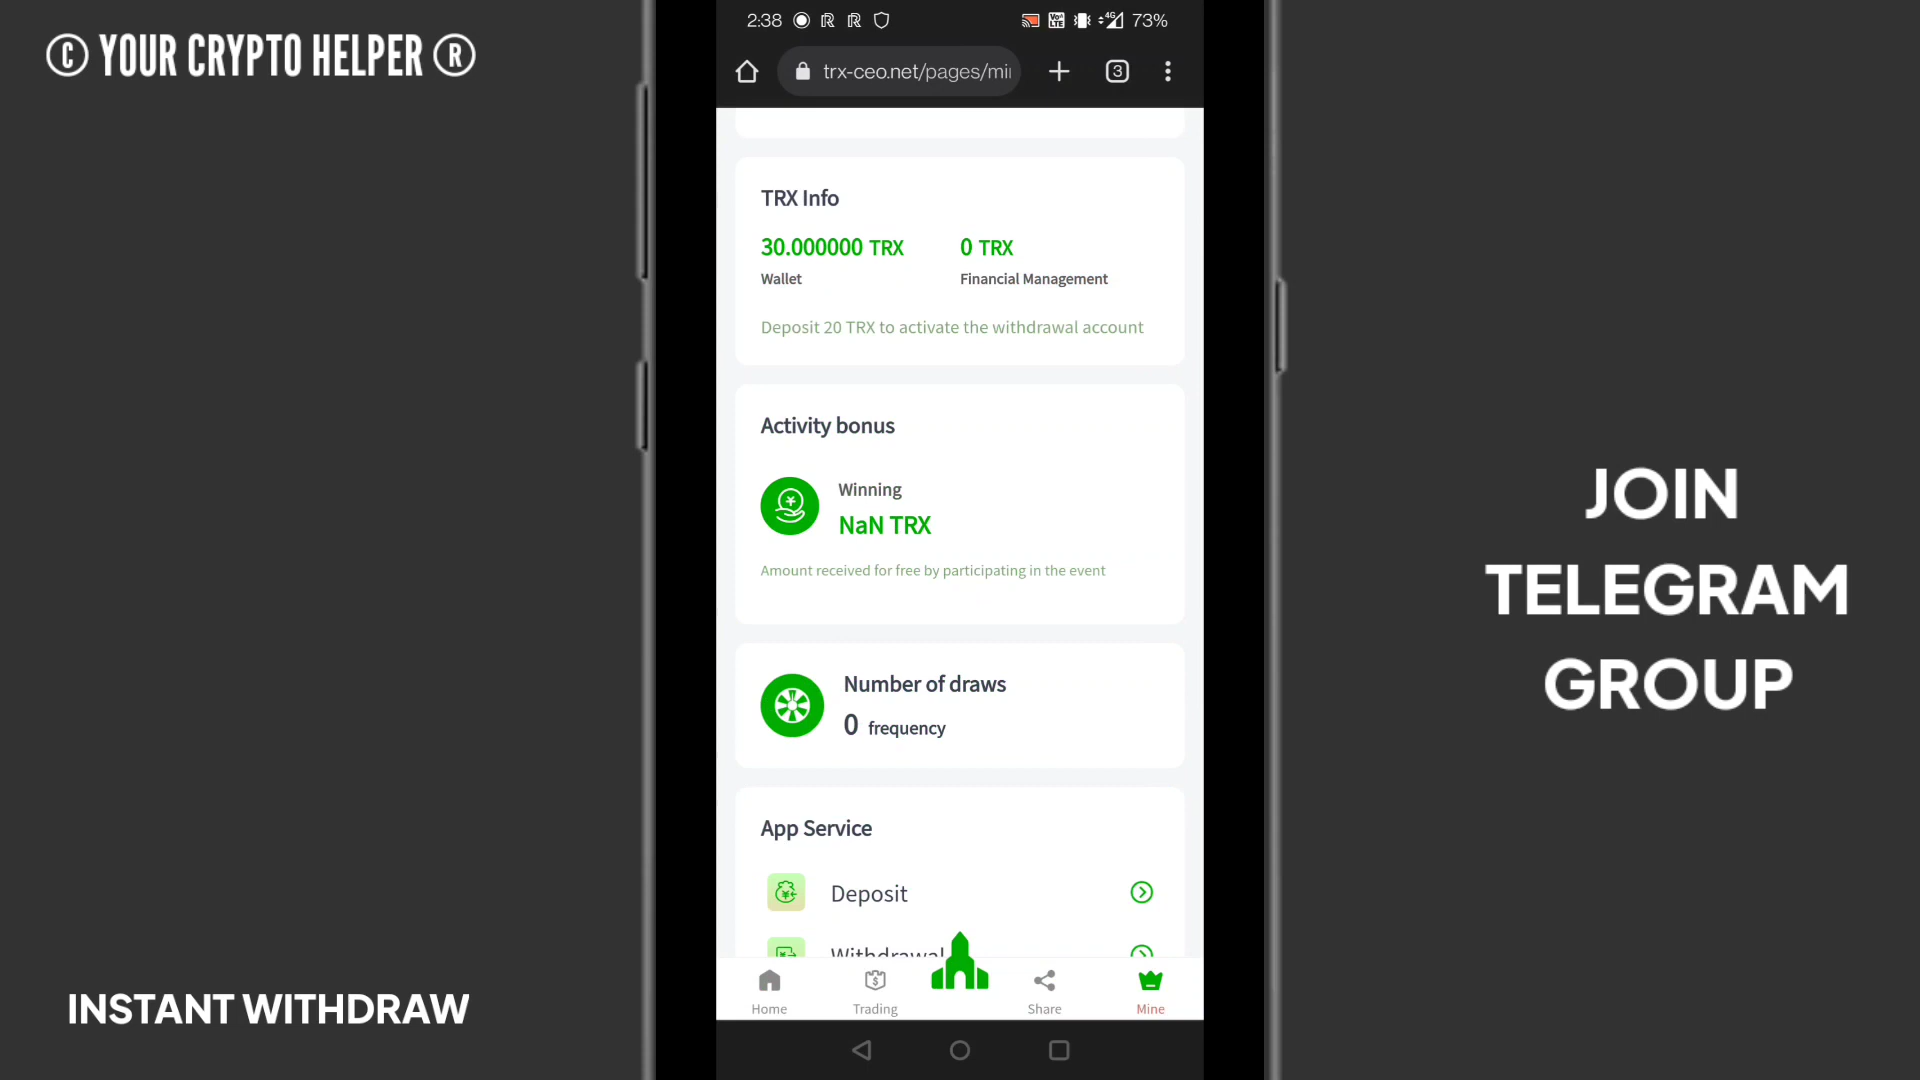 © YOUR CRYPTO HELPER ®
2:38
73%
trx-ceo.net/pages/mi
3
TRX Info
30.000000 TRX
0 TRX
Wallet
Financial Management
Deposit 20 TRX to activate the withdrawal account
Activity bonus
Winning
NaN TRX
Amount received for free by participating in the event
Number of draws
0 frequency
App Service
Deposit
Withdrawal
Home
Trading
Share
Mine
JOIN
TELEGRAM
GROUP
INSTANT WITHDRAW